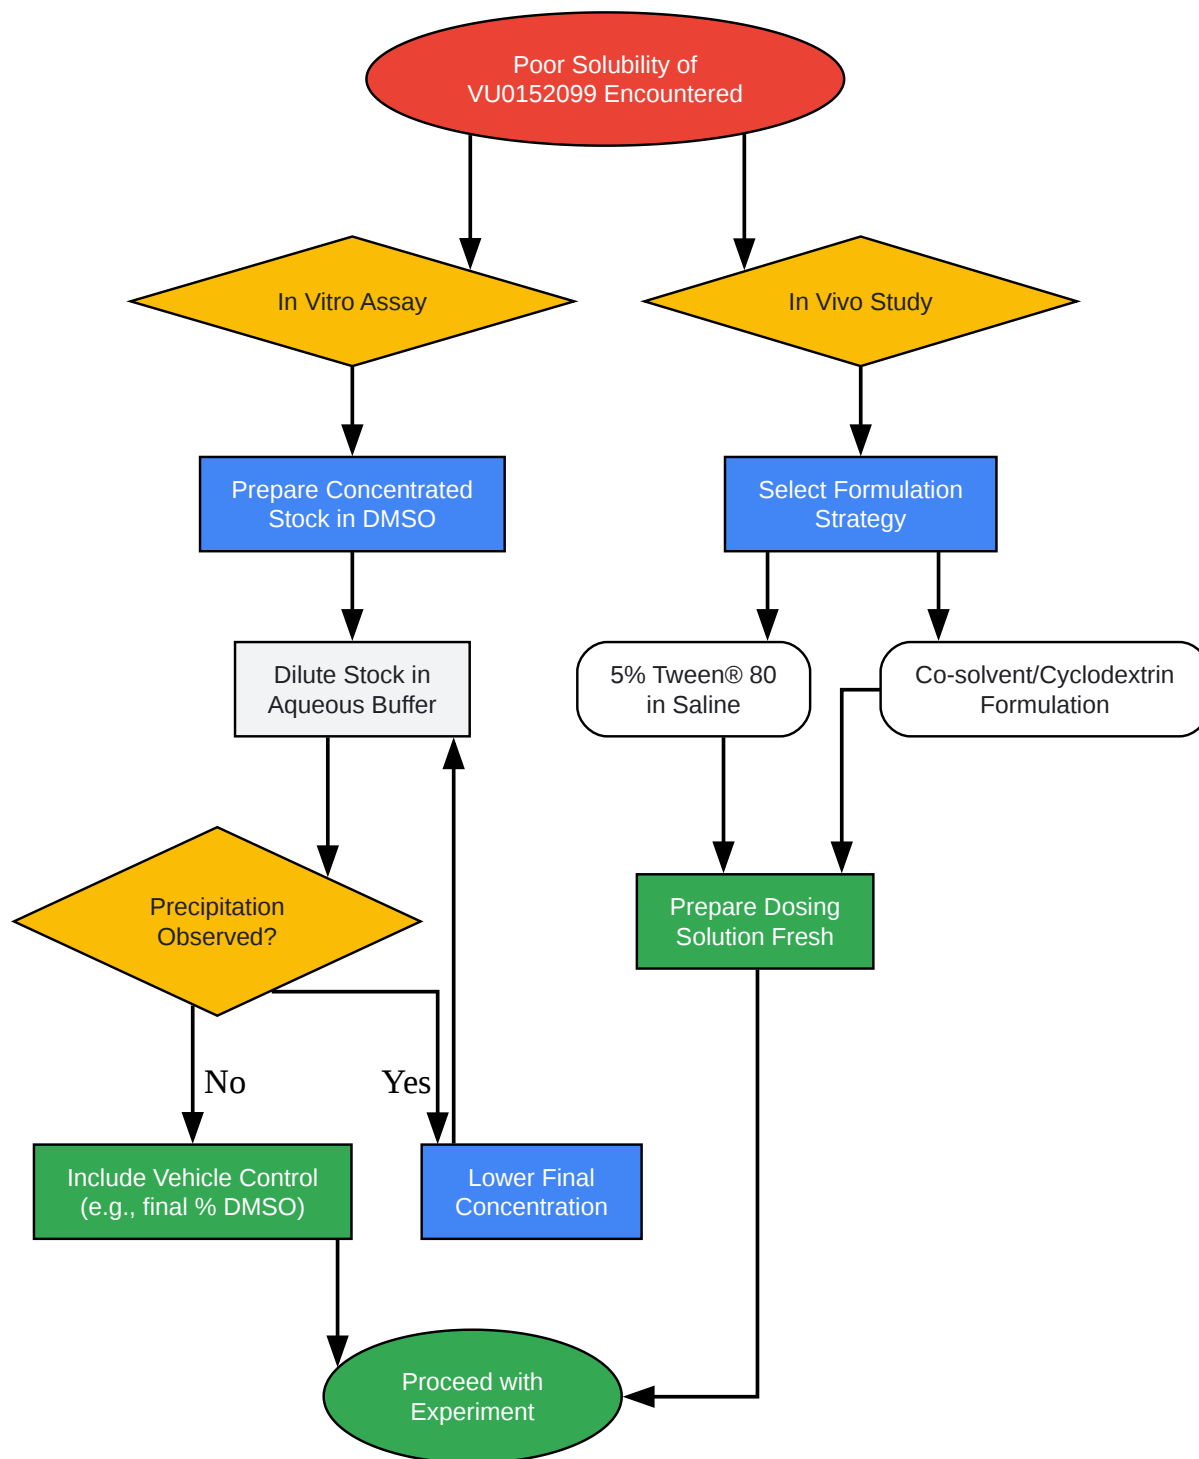 Poor Solubility of
VU0152099 Encountered
In Vitro Assay
In Vivo Study
Prepare Concentrated
Stock in DMSO
Select Formulation
Strategy
Dilute Stock in
Aqueous Buffer
5% Tween® 80
in Saline
Co-solvent/Cyclodextrin
Formulation
Precipitation
Observed?
Prepare Dosing
Solution Fresh
No
Yes
Include Vehicle Control
(e.g., final % DMSO)
Lower Final
Concentration
Proceed with
Experiment